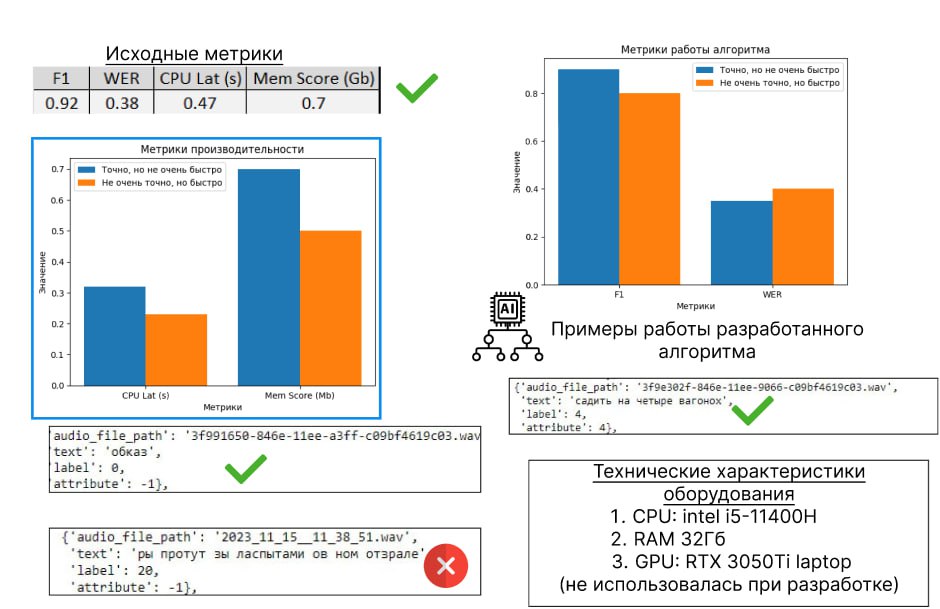 Исходные метрики
F1 WER CPU Lat (s) Mem Score (Gb)
0.92 0.38 0.47 0.7
Метрики производительности
Точно, но не очень быстро
Не очень точно, но быстро
0.7
0.6
0.5
0.4
0.3
0.2
0.1
0.0
Значение
CPU Lat (s) Mem Score (Mb)
Метрики
Метрики работы алгоритма
Точно, но не очень быстро
Не очень точно, но быстро
0.8
0.6
0.4
0.2
0.0
Значение
F1 WER
Метрики
AI
Примеры работы разработанного
алгоритма
{'audio_file_path': '3f9e302f-846e-11ee-9066-c09bf4619c03.wav',
'text': 'садить на четыре вагонох',
'label': 4,
'attribute': 4},
'audio_file_path': '3f991650-846e-11ee-a3ff-c09bf4619c03.wav
'text': 'обказ',
'label': 0,
'attribute': -1},
{'audio_file_path': '2023_11_15__11_38_51.wav',
'text': 'ры протут зы ласпытами ов ном отзрале'
'label': 20,
'attribute': -1},
Технические характеристики
оборудования
1. CPU: intel i5-11400H
2. RAM 32Гб
3. GPU: RTX 3050Ti laptop
(не использовалась при разработке)